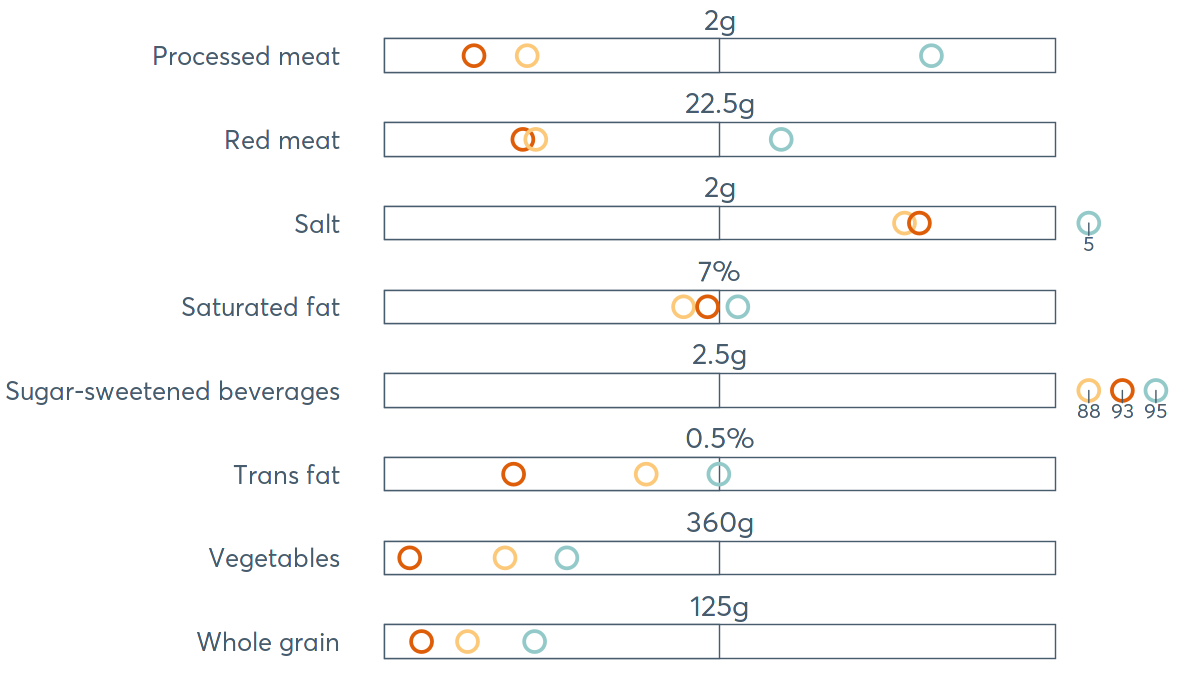 2g
Processed meat
22.5g
Red meat
2g
Salt
5
7%
Saturated fat
2.5g
Sugar-sweetened beverages
88 93 95
0.5%
Trans fat
360g
Vegetables
125g
Whole grain